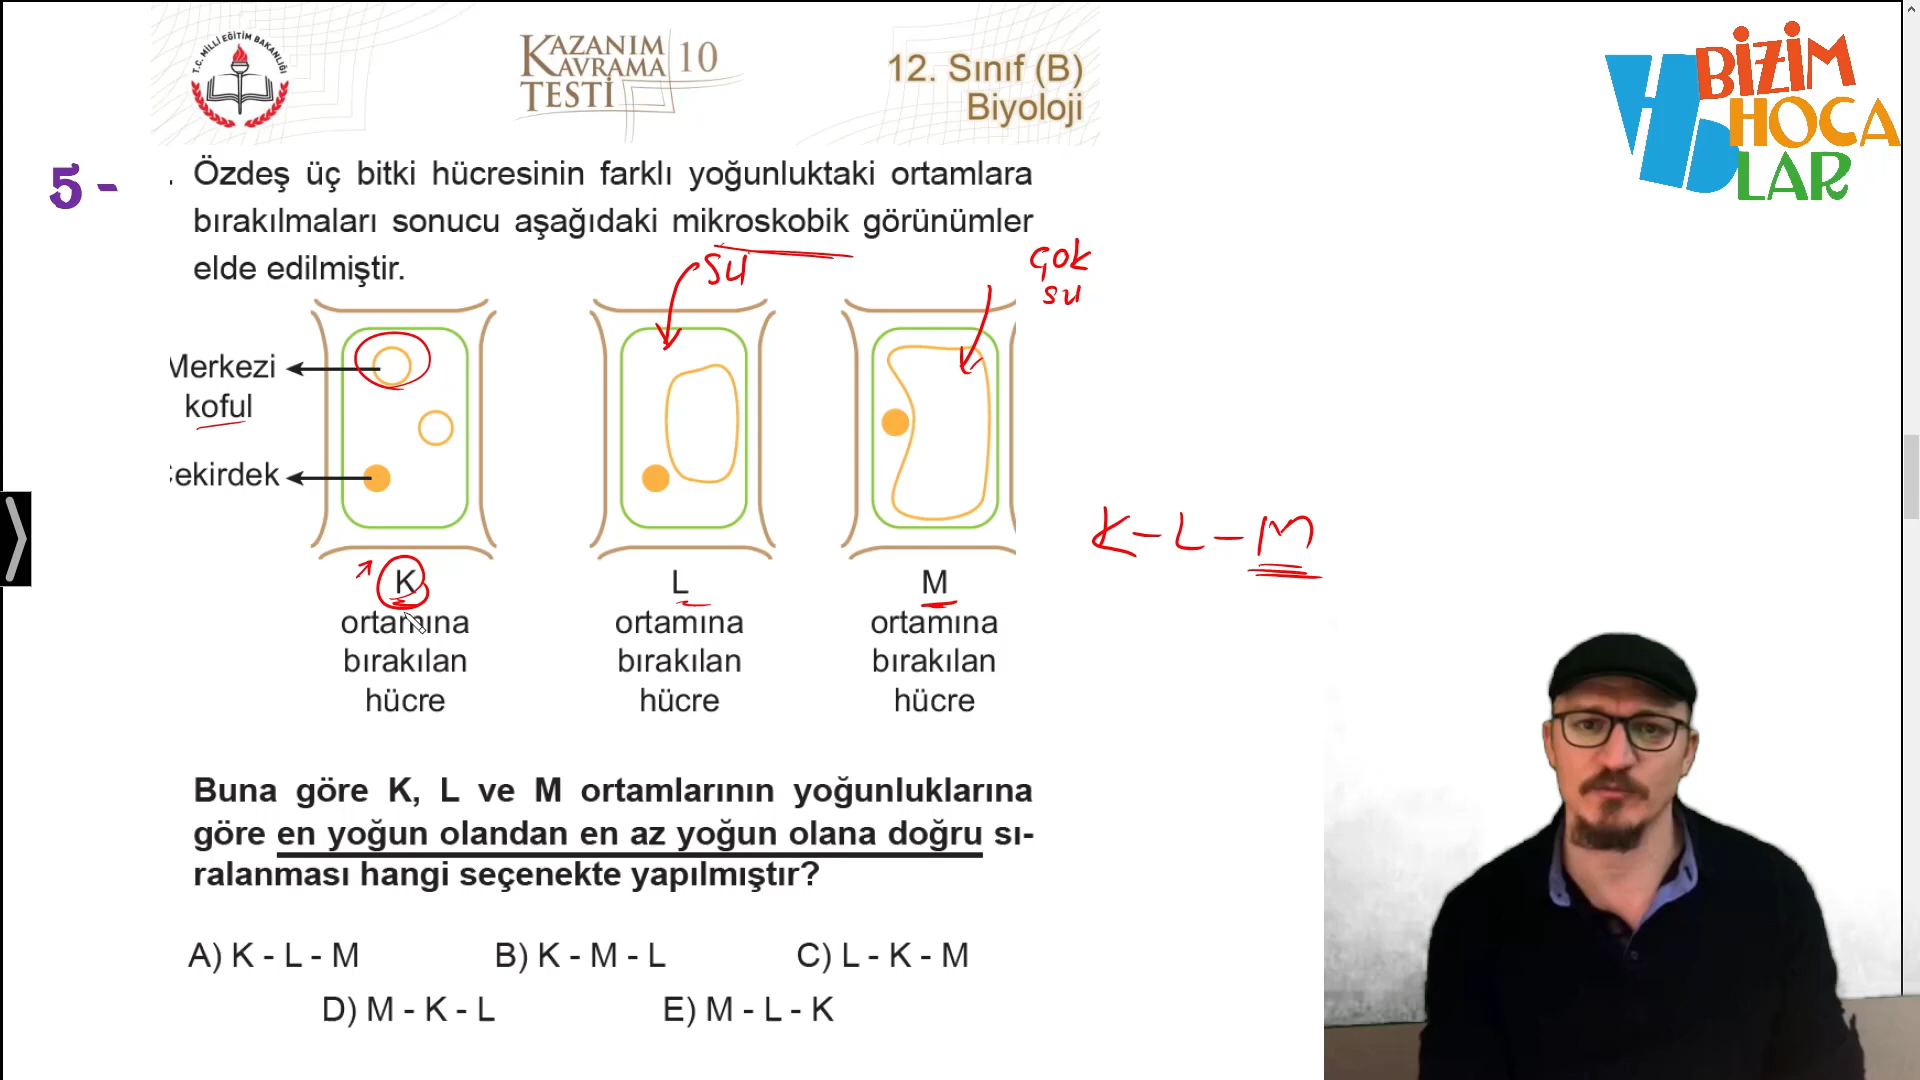 T.C. MİLLİ EĞİTİM BAKANLIĞI
KAZANIM
KAVRAMA
TESTİ
10
12. Sınıf (B)
Biyoloji
BİZİM
HOCA
LAR
5 -
. Özdeş üç bitki hücresinin farklı yoğunluktaki ortamlara
bırakılmaları sonucu aşağıdaki mikroskobik görünümler
elde edilmiştir.
su
çok
su
Merkezi
koful
ekirdek
K
ortamına
bırakılan
hücre
L
ortamına
bırakılan
hücre
M
ortamına
bırakılan
hücre
K - L - M
Buna göre K, L ve M ortamlarının yoğunluklarına
göre en yoğun olandan en az yoğun olana doğru sı-
ralanması hangi seçenekte yapılmıştır?
A) K - L - M B) K - M - L C) L - K - M
D) M - K - L E) M - L - K